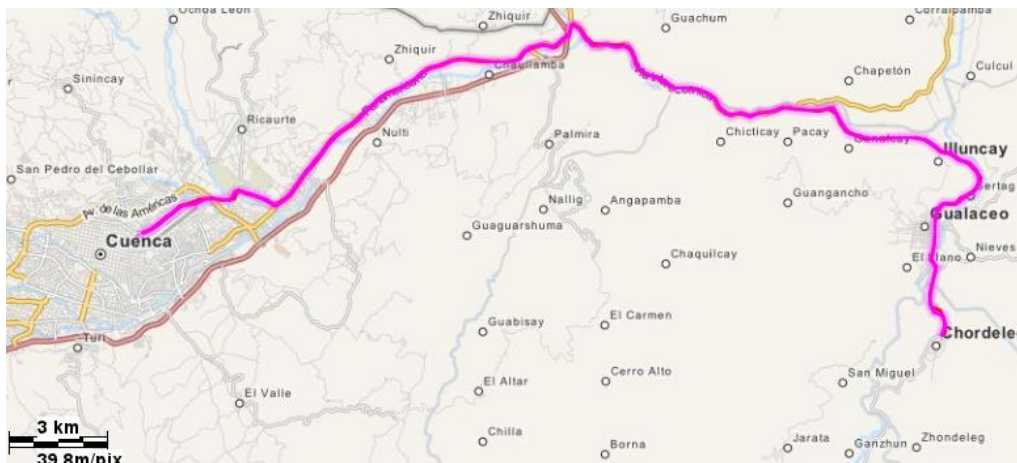 Ochoa León
Zhiquir
Guachum
Corralpamba
Zhiquir
Chaullamba
Chapetón
Culcul
Sinincay
Panamericana
Ricaurte
Nulti
Palmira
Chicticay
Pacay
Illuncay
San Pedro del Cebollar
Av. de las Américas
Nallig
Angapamba
Guangancho
Cuenca
Guaguarshuma
Gualaceo
Chaquilcay
El Llano
Nieves
Turi
Guabisay
El Carmen
Chordeleg
El Valle
El Altar
Cerro Alto
San Miguel
3 km
Chilla
Borna
Jarata
Ganzhun
Zhondeleg
39.8m/pix